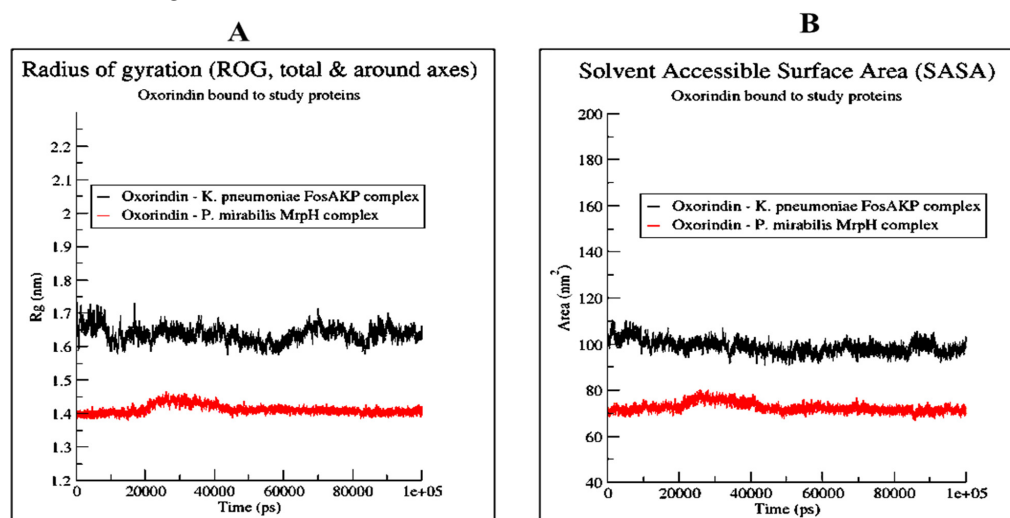 A
Radius of gyration (ROG, total & around axes)
Oxorindin bound to study proteins
2.2
2.1
2
1.9
1.8
1.7
1.6
1.5
1.4
1.3
1.2
Rg (nm)
Oxorindin - K. pneumoniae FosAKP complex
Oxorindin - P. mirabilis MrpH complex
0 20000 40000 60000 80000 1e+05
Time (ps)
B
Solvent Accessible Surface Area (SASA)
Oxorindin bound to study proteins
200
180
160
140
120
100
80
60
40
Area (nm²)
Oxorindin - K. pneumoniae FosAKP complex
Oxorindin - P. mirabilis MrpH complex
0 20000 40000 60000 80000 1e+05
Time (ps)